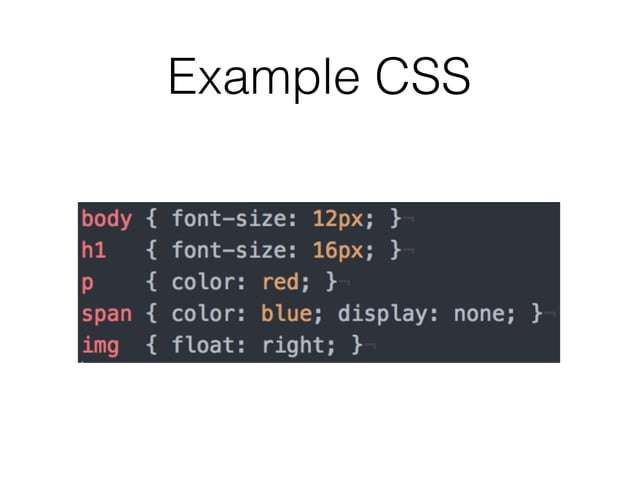 Example CSS
body { font-size: 12px; }¬
h1   { font-size: 16px; }¬
p    { color: red; }¬
span { color: blue; display: none; }¬
img  { float: right; }¬